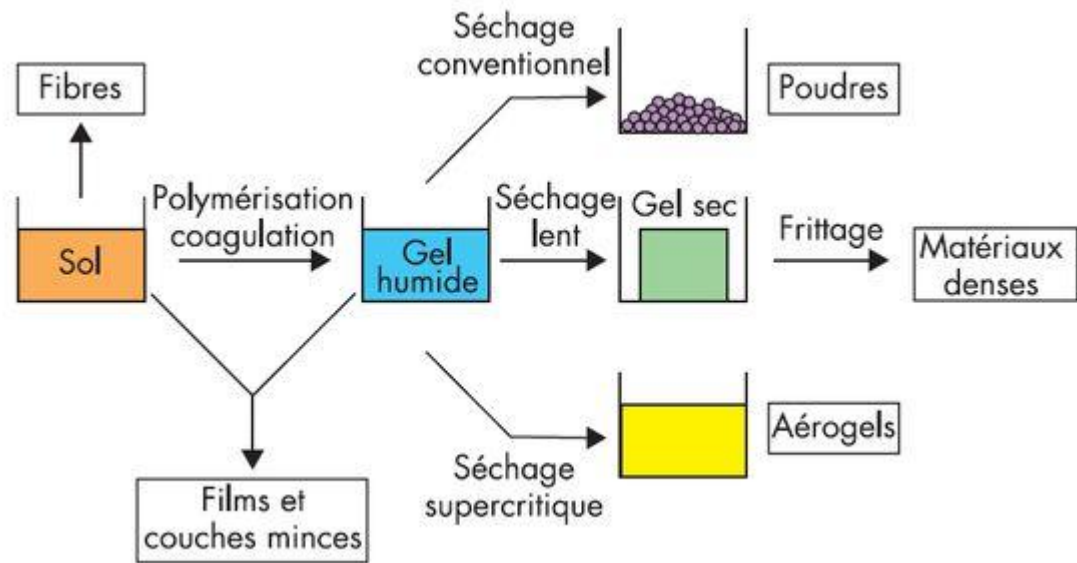 Séchage
conventionnel
Fibres
Poudres
Polymérisation
coagulation
Séchage
lent
Gel sec
Frittage
Sol
Gel
humide
Matériaux
denses
Aérogels
Séchage
supercritique
Films et
couches minces